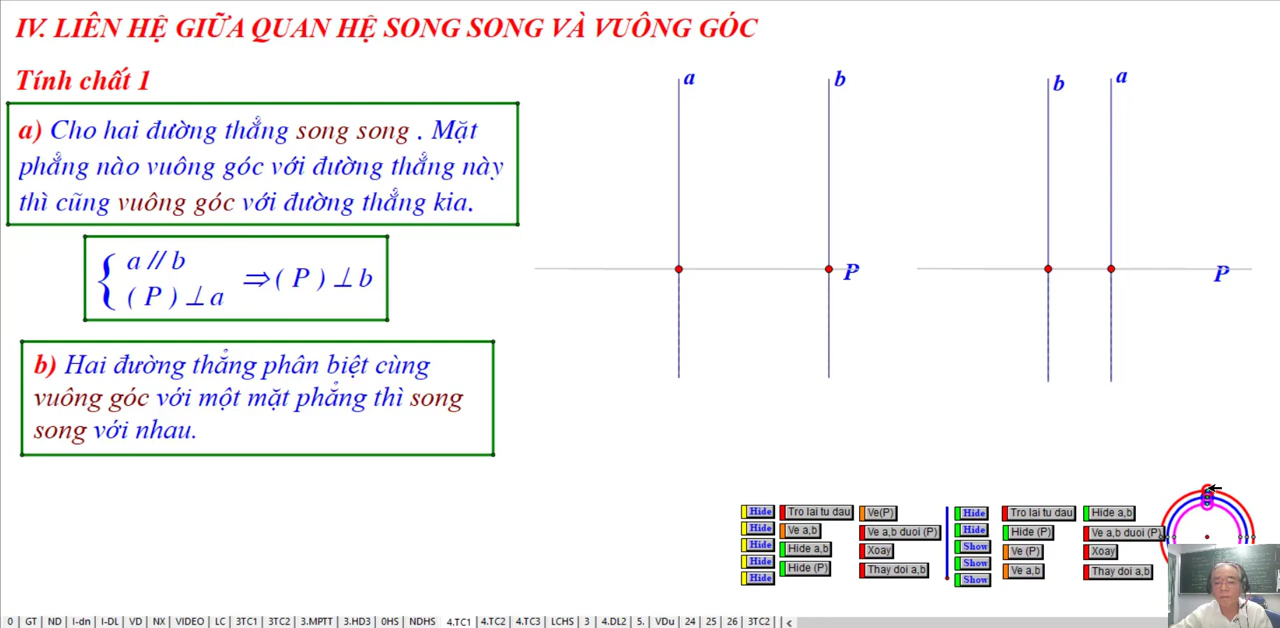 IV. LIÊN HỆ GIỮA QUAN HỆ SONG SONG VÀ VUÔNG GÓC
Tính chất 1
a) Cho hai đường thẳng song song . Mặt
phẳng nào vuông góc với đường thẳng này
thì cũng vuông góc với đường thẳng kia.
a // b
( P ) ⊥ a
⇒ ( P ) ⊥ b
b) Hai đường thẳng phân biệt cùng
vuông góc với một mặt phẳng thì song
song với nhau.
a
b
P
b
a
P
Hide
Hide
Hide
Hide
Hide
Tro lai tu dau
Ve a,b
Hide a,b
Hide (P)
Ve(P)
Ve a,b duoi (P)
Xoay
Thay doi a,b
Hide
Hide
Show
Show
Show
Tro lai tu dau
Hide (P)
Ve (P)
Ve a,b
Hide a,b
Ve a,b duoi (P)
Xoay
Thay doi a,b
0 | GT | ND | I-dn | I-DL | VD | NX | VIDEO | LC | 3TC1 | 3TC2 | 3.MPTT | 3.HD3 | 0HS | NDHS | 4.TC1 | 4.TC2 | 4.TC3 | LCHS | 3 | 4.DL2 | 5. | VDu | 24 | 25 | 26 | 3TC2 |